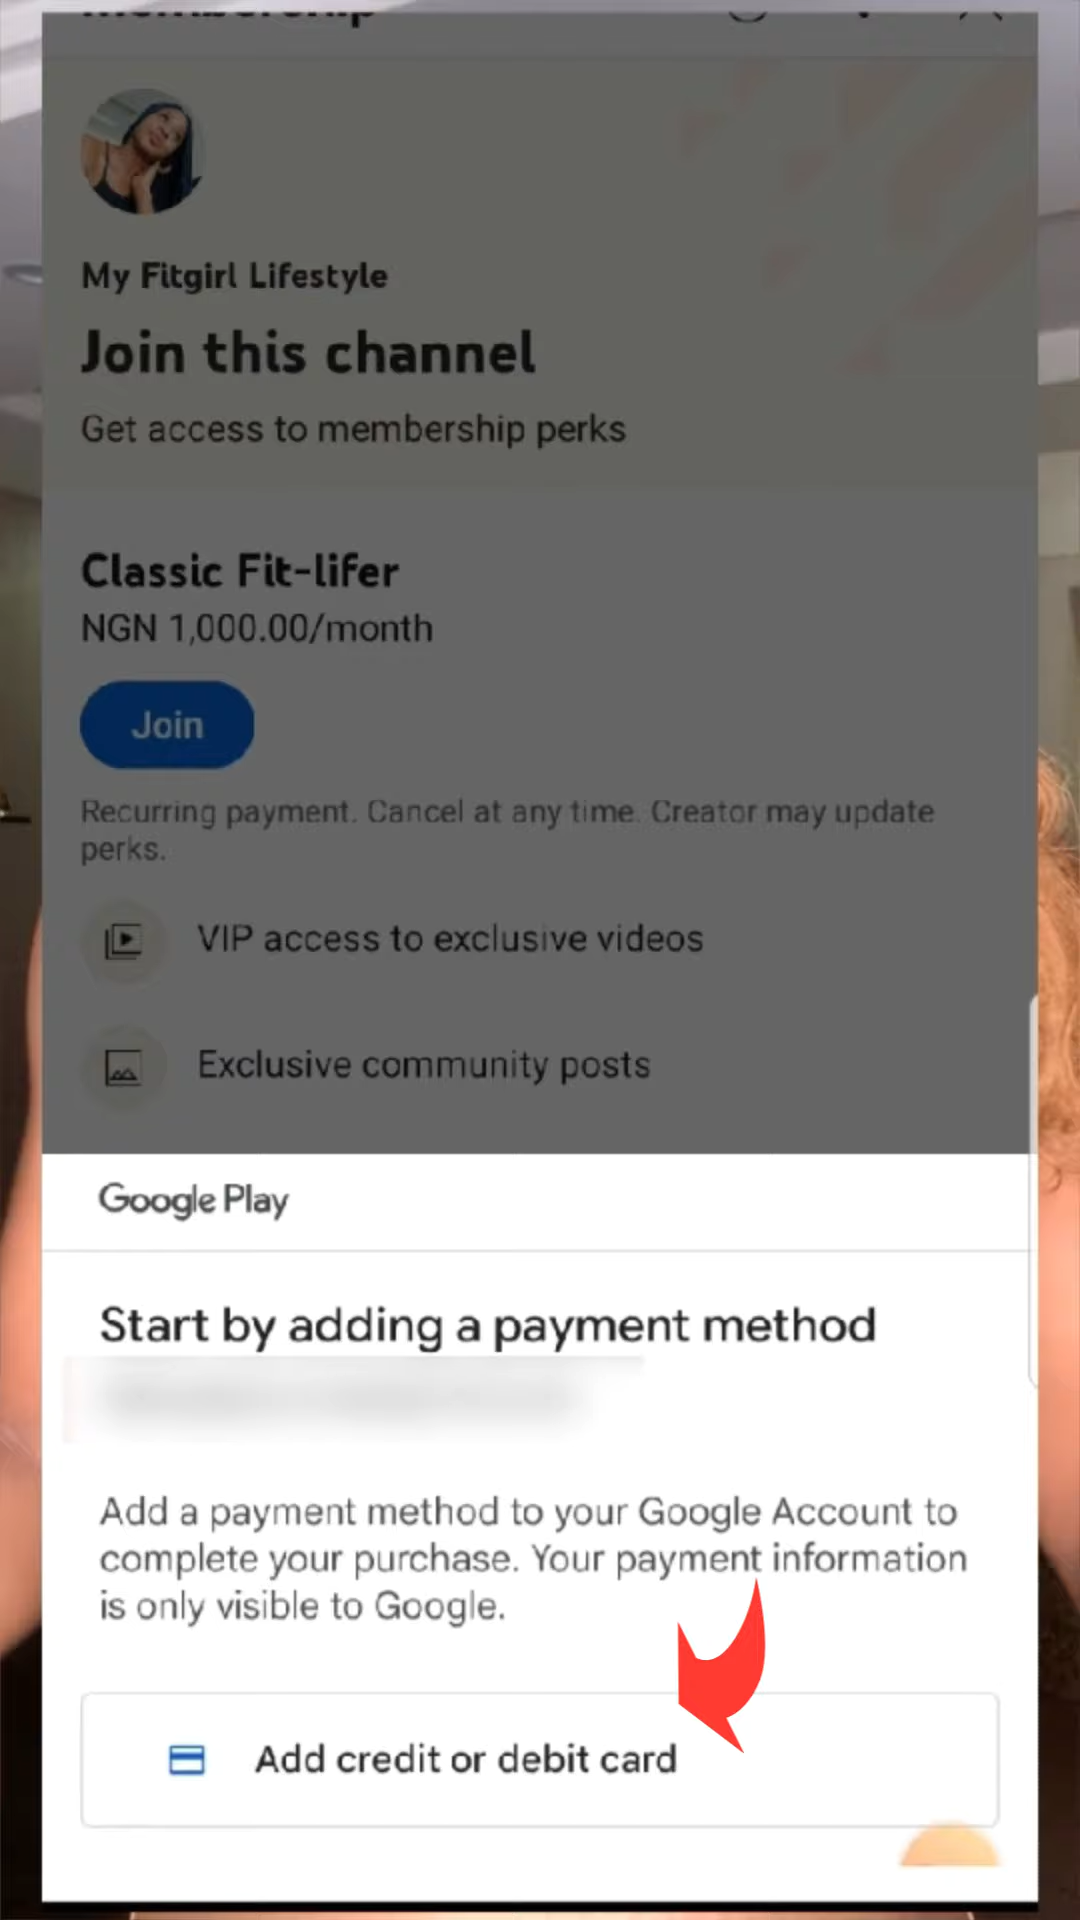 My Fitgirl Lifestyle
Join this channel
Get access to membership perks
Classic Fit-lifer
NGN 1,000.00/month
Join
Recurring payment. Cancel at any time. Creator may update
perks.
VIP access to exclusive videos
Exclusive community posts
Google Play
Start by adding a payment method
Add a payment method to your Google Account to
complete your purchase. Your payment information
is only visible to Google.
Add credit or debit card